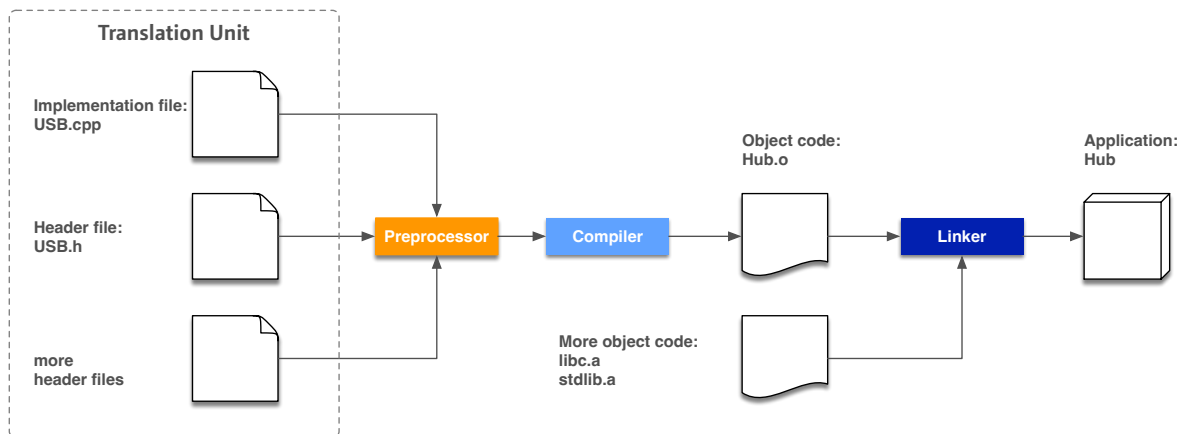 Translation Unit
Implementation file:
USB.cpp
Header file:
USB.h
more
header files
Preprocessor
Compiler
Object code:
Hub.o
More object code:
libc.a
stdlib.a
Linker
Application:
Hub